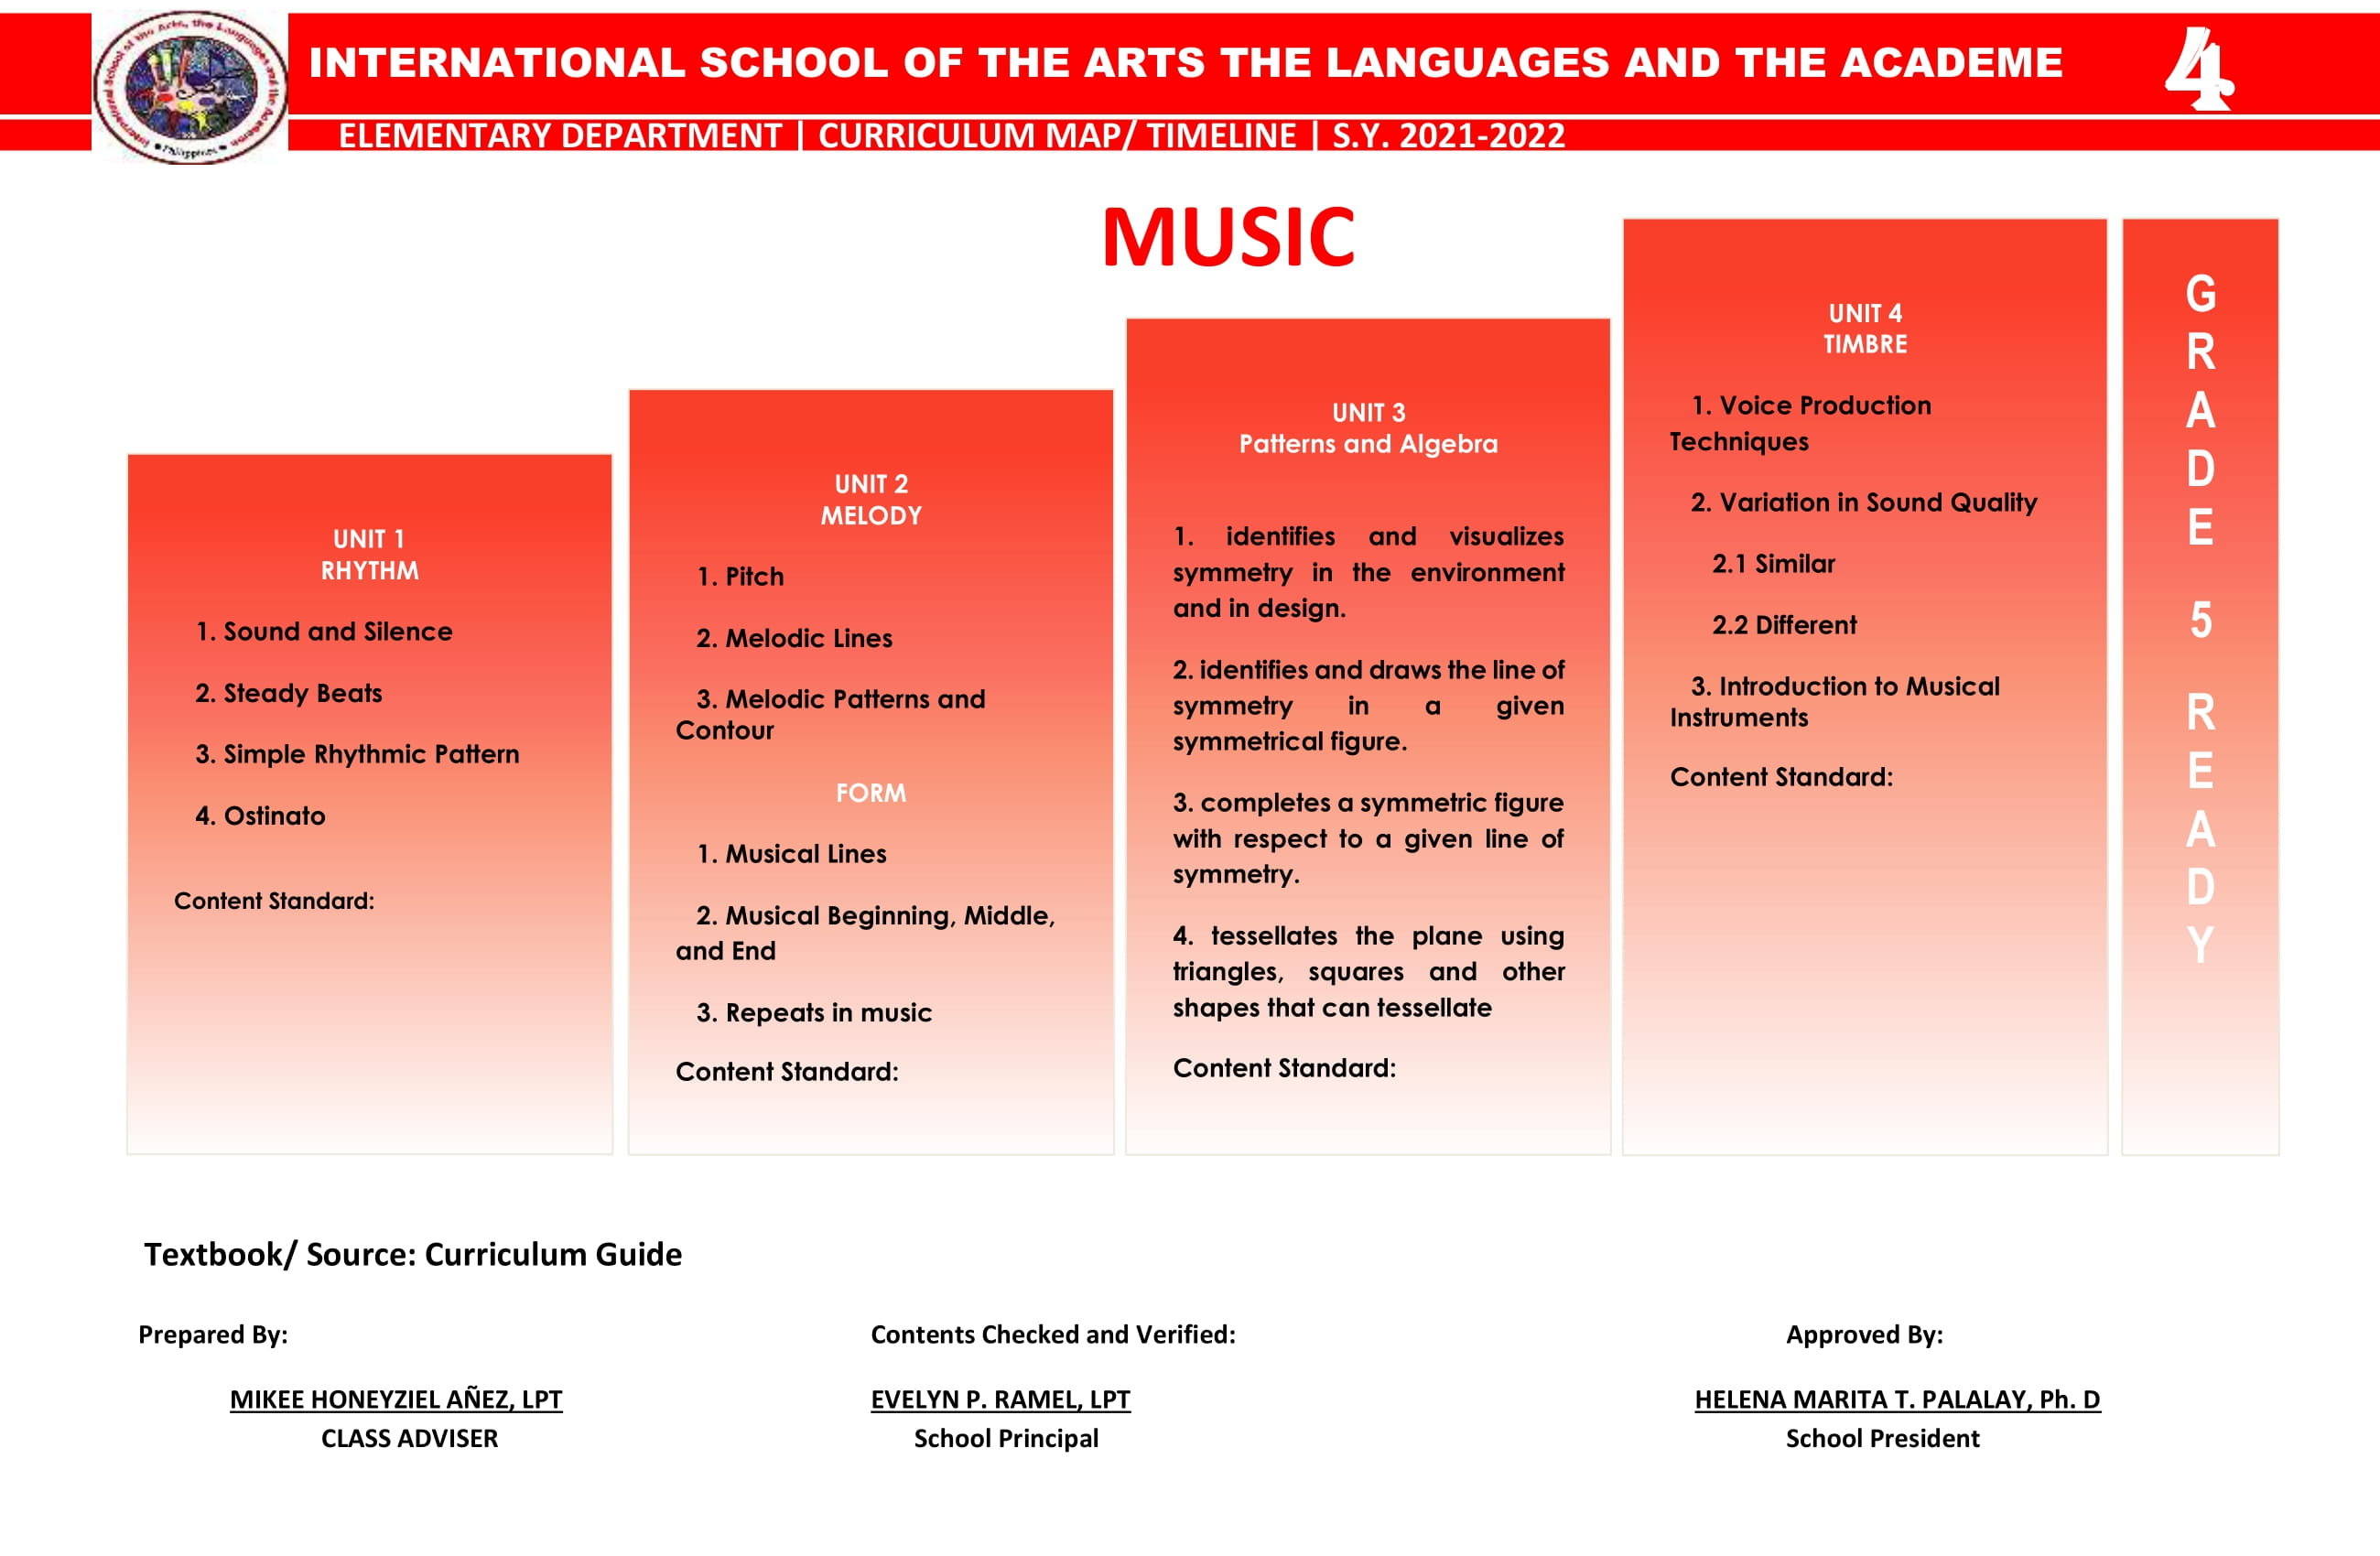 INTERNATIONAL SCHOOL OF THE ARTS THE LANGUAGES AND THE ACADEME
4
ELEMENTARY DEPARTMENT | CURRICULUM MAP/ TIMELINE | S.Y. 2021-2022
International School of the Arts, the Languages and the Academe
Philippines
MUSIC
UNIT 1
RHYTHM
1. Sound and Silence
2. Steady Beats
3. Simple Rhythmic Pattern
4. Ostinato
Content Standard:
UNIT 2
MELODY
1. Pitch
2. Melodic Lines
3. Melodic Patterns and
Contour
FORM
1. Musical Lines
2. Musical Beginning, Middle,
and End
3. Repeats in music
Content Standard:
UNIT 3
Patterns and Algebra
1. identifies and visualizes
symmetry in the environment
and in design.
2. identifies and draws the line of
symmetry in a given
symmetrical figure.
3. completes a symmetric figure
with respect to a given line of
symmetry.
4. tessellates the plane using
triangles, squares and other
shapes that can tessellate
Content Standard:
UNIT 4
TIMBRE
1. Voice Production
Techniques
2. Variation in Sound Quality
2.1 Similar
2.2 Different
3. Introduction to Musical
Instruments
Content Standard:
G
R
A
D
E
5
R
E
A
D
Y
Textbook/ Source: Curriculum Guide
Prepared By:
Contents Checked and Verified:
Approved By:
MIKEE HONEYZIEL AÑEZ, LPT
EVELYN P. RAMEL, LPT
HELENA MARITA T. PALALAY, Ph. D
CLASS ADVISER
School Principal
School President